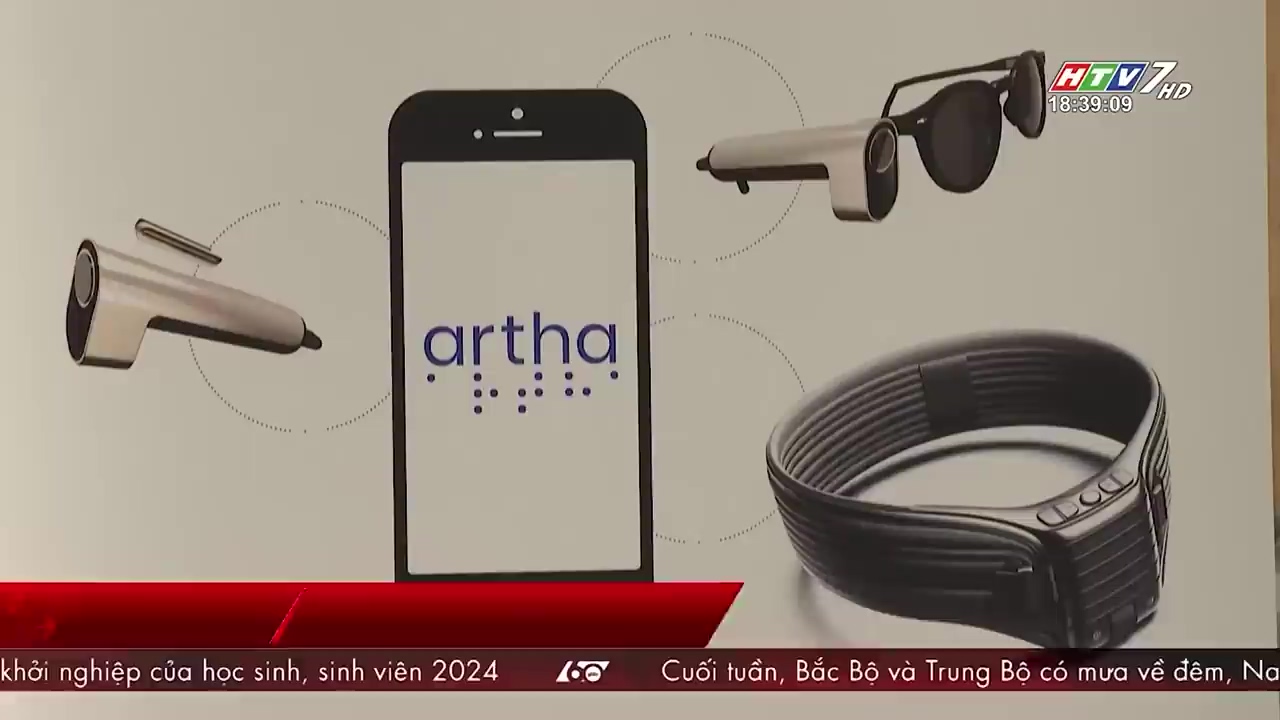 HTV7 HD
18:39:09
artha
khởi nghiệp của học sinh, sinh viên 2024
60 Cuối tuần, Bắc Bộ và Trung Bộ có mưa về đêm, Na